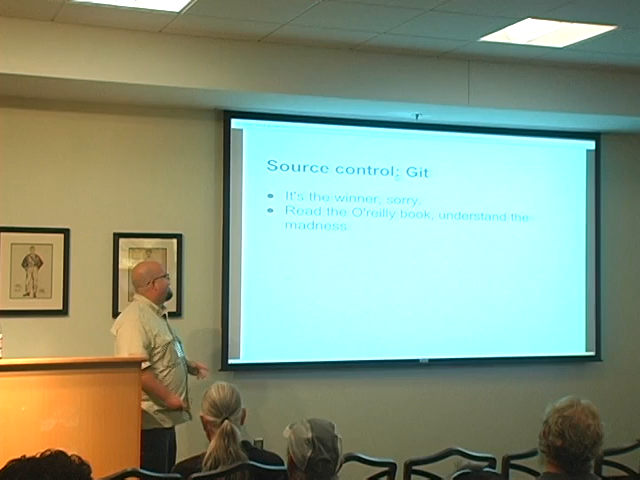 Source control: Git
It's the winner, sorry.
Read the O'reilly book, understand the
madness.